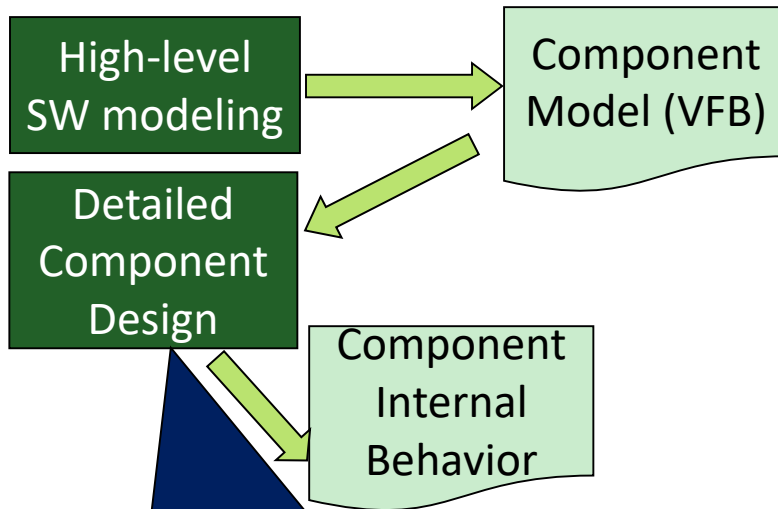 High-level
SW modeling
Component
Model (VFB)
Detailed
Component
Design
Component
Internal
Behavior